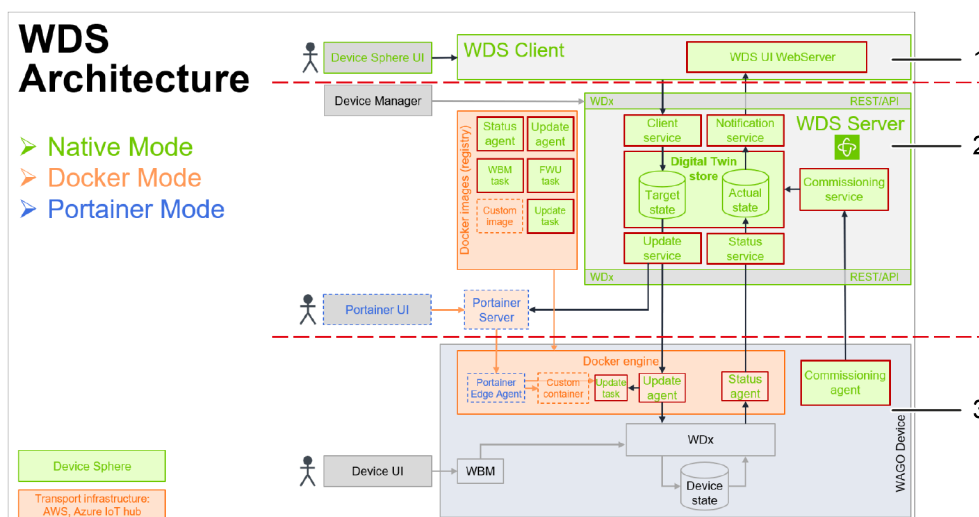 WDS
Architecture
Native Mode
Docker Mode
Portainer Mode
Device Sphere UI
WDS Client
WDS UI WebServer
1
Device Manager
WDx
REST/API
WDS Server
2
Docker images (registry)
Status
agent
Update
agent
WBM
task
FWU
task
Custom
image
Update
task
Client
service
Notification
service
Digital Twin
store
Target
state
Actual
state
Commissioning
service
Update
service
Status
service
WDx
REST/API
Portainer UI
Portainer
Server
Docker engine
Portainer
Edge Agent
Custom
container
Update
task
Update
agent
Status
agent
Commissioning
agent
3
WAGO Device
Device UI
WBM
WDx
Device
state
Device Sphere
Transport infrastructure:
AWS, Azure IoT hub